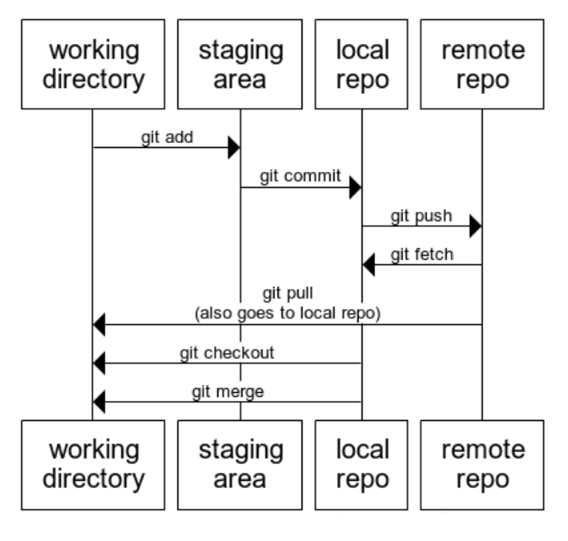 working
directory
staging
area
local
repo
remote
repo
git add
git commit
git push
git fetch
git pull
(also goes to local repo)
git checkout
git merge
working
directory
staging
area
local
repo
remote
repo